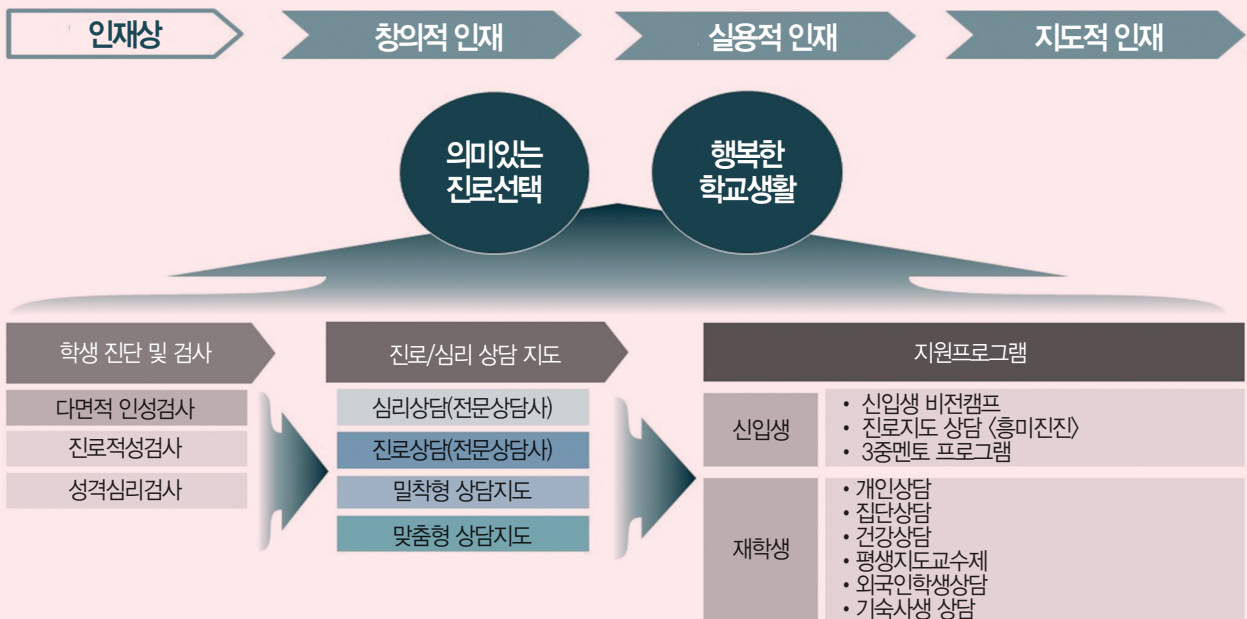 인재상
창의적 인재
실용적 인재
지도적 인재
의미있는
진로선택
행복한
학교생활
학생 진단 및 검사
다면적 인성검사
진로적성검사
성격심리검사
진로/심리 상담 지도
심리상담(전문상담사)
진로상담(전문상담사)
밀착형 상담지도
맞춤형 상담지도
지원프로그램
신입생
• 신입생 비전캠프
• 진로지도 상담 〈흥미진진〉
• 3중멘토 프로그램
재학생
• 개인상담
• 집단상담
• 건강상담
• 평생지도교수제
• 외국인학생상담
• 기숙사생 상담